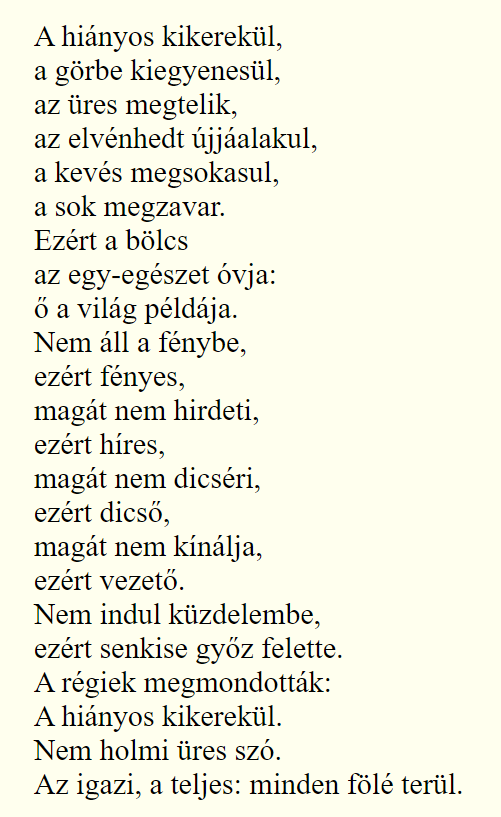 A hiányos kikerekül,
a görbe kiegyenesül,
az üres megtelik,
az elvénhedt újjáalakul,
a kevés megsokasul,
a sok megzavar.
Ezért a bölcs
az egy-egészet óvja:
ő a világ példája.
Nem áll a fénybe,
ezért fényes,
magát nem hirdeti,
ezért híres,
magát nem dicséri,
ezért dicső,
magát nem kínálja,
ezért vezető.
Nem indul küzdelembe,
ezért senkise győz felette.
A régiek megmondották:
A hiányos kikerekül.
Nem holmi üres szó.
Az igazi, a teljes: minden fölé terül.